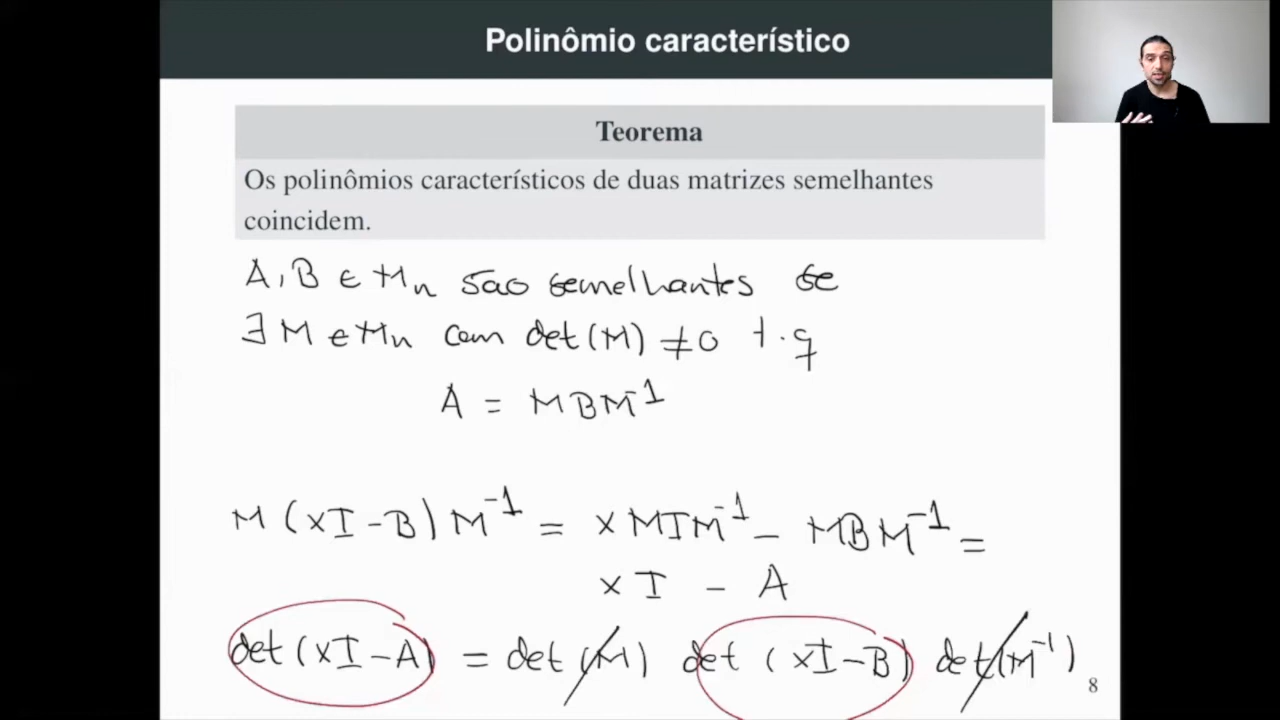 Polinômio característico
Teorema
Os polinômios característicos de duas matrizes semelhantes
coincidem.
A, B ∈ Mn são semelhantes se
∃ M ∈ Mn com det(M) ≠ 0 t.q
A = MBM⁻¹
M(xI-B)M⁻¹ = xMIM⁻¹ - MBM⁻¹ =
xI - A
det(xI-A) = det(M) det(xI-B) det(M⁻¹)
8